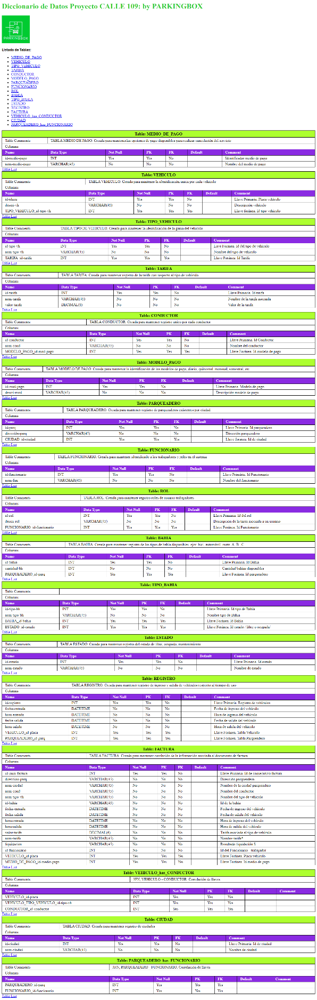 Diccionario de Datos Proyecto CALLE 109: by PARKINGBOX
PARKINGBOX
Listado de Tablas:
MEDIO_DE_PAGO
VEHICULO
TIPO_VEHICULO
TARIFA
CONDUCTOR
MODELO_PAGO
PARQUEADERO
FUNCIONARIO
ROL
BAHIA
TIPO_BAHIA
ESTADO
REGISTRO
FACTURA
VEHICULO_has_CONDUCTOR
CIUDAD
PARQUEADERO_has_FUNCIONARIO
Table: MEDIO_DE_PAGO
Table Comments TABLA MEDIO DE PAGO. Creada para mantenerlas opciones de pago disponibles para realizar cancelación del servicio
Columns
Name Data Type Not Null PK FK Default Comment
id-medio-pago INT Yes Yes No Identificador medio de pago
nom-medio-pago VARCHAR(45) No No No Nombre del medio de pago
Table List
Table: VEHICULO
Table Comments TABLA VEHICULO. Creada para mantener la identificación unica por cada vehiculo
Columns
Name Data Type Not Null PK FK Default Comment
id-placa INT Yes Yes No Llave Primaria. Placa vehículo
descri-vh VARCHAR(45) No No No Descripción vehículo
TIPO_VEHICULO_id-tipo-vh INT Yes Yes Yes Llave foránea. Id tipo vehículo
Table List
Table: TIPO_VEHICULO
Table Comments TABLA TIPO DE VEHICULO. Creada para mantener la identificación de la gama del vehículo
Columns
Name Data Type Not Null PK FK Default Comment
id-tipo-vh INT Yes Yes No Lave Foránea. Id del tipo de vehículo
nom-tipo-vh VARCHAR(45) No No No Nombre del tipo de vehículo
TARIFA_id-tarifa INT Yes Yes Yes Llave Foránea. Id Tarifa
Table List
Table: TARIFA
Table Comments TABLA TARIFA. Creada para mantener registro de la tarifa con respecto al tipo de vehículo
Columns
Name Data Type Not Null PK FK Default Comment
id-tarifa INT Yes Yes No Llave Primaria. Id tarifa
nom-tarifa VARCHAR(45) No No No Nombre de la tarifa asociada
valor-tarifa DECIMAL(6) No No No Valor de la tarifa
Table List
Table: CONDUCTOR
Table Comments TABLA CONDUCTOR. Creada para mantener registro unico por cada conductor
Columns
Name Data Type Not Null PK FK Default Comment
id-conductor INT Yes Yes No Llave Primaria. Id Conductor
nom-cond VARCHAR(45) No No No Nombre del conductor
MODELO_PAGO_id-mod-pago INT Yes Yes Yes Llave Foránea. Id modelo de pago
Table List
Table: MODELO_PAGO
Table Comments TABLA MODELO DE PAGO. Creada para mantener la identificación de los modelos de pago, diario, quincenal, mensual, semestral, etc
Columns
Name Data Type Not Null PK FK Default Comment
id-mod-pago INT Yes Yes No Llave Primaria. Modelo de pago
descri-mod VARCHAR(45) No No No Descripción modelo de pago
Table List
Table: PARQUEADERO
Table Comments TABLA PARQUEADERO. Creada para mantener registro de parqueaderos existentes por ciudad
Columns
Name Data Type Not Null PK FK Default Comment
id-parq INT Yes Yes No Llave Primaria. Id parqueadero
dirección-parq VARCHAR(45) No No No Dirección parqueadero
CIUDAD_id-ciudad INT Yes Yes Yes Llave foranea. Id de ciudad
Table List
Table: FUNCIONARIO
Table Comments TABLA FUNCIONARIO. Creada para mantener identificado a los trabajadores y jefes en el sistema
Columns
Name Data Type Not Null PK FK Default Comment
id-funcionario INT Yes Yes No Llave Primaria. Id Funcionario
nom-fun VARCHAR(45) No No No Nombre del funcionario
Table List
Table: ROL
Table Comments TABLA ROL. Creada para mantener registro roles de usuario trabajadores
Columns
Name Data Type Not Null PK FK Default Comment
id-rol INT Yes Yes No Llave Primaria. Id del rol
descri-rol VARCHAR(45) No No No Descripción de la tarea asociada a un usuario
FUNCIONARIO_id-funcionario INT Yes Yes Yes Llave Foránea. Id Funcionario
Table List
Table: BAHIA
Table Comments TABLA BAHIA. Creada para mantener registro de los tipos de bahía disponibles. ejm: bici, automóvil, moto. A, B, C
Columns
Name Data Type Not Null PK FK Default Comment
id-bahia INT Yes Yes No Llave Primaria. Id Bahía
cantidad-bh INT No No No Cantidad bahías disponibles
PARQUEADERO_id-parq INT Yes Yes Yes Llave Foránea. Id parqueadero
Table List
Table: TIPO_BAHIA
Table Comments
Columns
Name Data Type Not Null PK FK Default Comment
id-tipo-bh INT Yes Yes No Llave Primaria. Id tipo de Bahía
nom-tipo-bh VARCHAR(45) No No No Nombre tipo de Bahía
BAHIA_id-bahia INT Yes Yes Yes Llave Foránea. Id Bahía
ESTADO_id-estado INT Yes Yes Yes Llave Foránea. Id estado / libre o ocupada/
Table List
Table: ESTADO
Table Comments TABLA ESTADO. Creada para mantener registro del estado de libre, ocupado, mantenimiento
Columns
Name Data Type Not Null PK FK Default Comment
id-estado INT Yes Yes No Llave Primaria. Id estado
nom-estado VARCHAR(45) No No No Nombre de estado
Table List
Table: REGISTRO
Table Comments TABLA REGISTRO. Creada para mantener registro de ingreso y salida de vehículos respecto al tiempo de uso
Columns
Name Data Type Not Null PK FK Default Comment
id-registro INT Yes Yes No Llave Primaria. Registro de vehículos
fecha-entrada DATETIME No No No Fecha de ingreso del vehículo
hora-entrada DATETIME No No No Hora de ingreso del vehículo
fecha-salida DATETIME No No No Fecha de salida del vehículo
hora-salida DATETIME No No No Hora de salida del vehículo
VEHICULO_id-placa INT Yes Yes Yes Llave Foránea. Tabla Vehículo
PARQUEADERO_id-parq INT Yes Yes Yes Llave Foránea. Tabla Parqueadero
Table List
Table: FACTURA
Table Comments TABLA FACTURA. Creada para mantener corelación de la información asociada al documento de factura
Columns
Name Data Type Not Null PK FK Default Comment
id-num-factura INT Yes Yes No Llave Primaria. Id de consecutivo factura
direccion-parq VARCHAR(45) No No No Dirección parqueadero
nom-ciudad VARCHAR(45) No No No Nombre de la ciudad parqueadero
nom-cond VARCHAR(45) No No No Nombre del conductor
nom-tipo-vh VARCHAR(45) No No No Nombre del tipo de vehículo
id-bahia VARCHAR(45) No No No Id de la bahía
fecha-entrada DATETIME No No No Fecha de ingreso del vehículo
fecha-salida DATETIME No No No Fecha de salida del vehículo
hora-entrada DATETIME No No No Hora de ingreso del vehículo
hora-salida DATETIME No No No Hora de salida del vehículo
valor-tarifa DECIMAL(6) No No No Tarifa asociada al tipo de vehículo
nom-tarifa VARCHAR(45) No No No Nombre tarifa*
liquidacion VARCHAR(45) No No No Resultado liquidación $
id-funcionario INT No No No Id del Funcionario - trabajador
VEHICULO_id-placa INT Yes Yes Yes Llave Foránea. Placa vehículo
MEDIO_DE_PAGO_id-medio-pago INT Yes Yes Yes Llave Foránea. Id medio de pago
Table List
Table: VEHICULO_has_CONDUCTOR
Table Comments 3FN, VEHICULO - CONDUCTOR. Correlación de llaves
Columns
Name Data Type Not Null PK FK Default Comment
VEHICULO_id-placa INT Yes Yes Yes
VEHICULO_TIPO_VEHICULO_id-tipo-vh INT Yes Yes Yes
CONDUCTOR_id-conductor INT Yes Yes Yes
Table List
Table: CIUDAD
Table Comments TABLA CIUDAD. Creada para mantener registro de ciudades
Columns
Name Data Type Not Null PK FK Default Comment
id-ciudad INT Yes Yes No Llave Primaria. Id de ciudad
nom-ciudad VARCHAR(45) No No No Nombre de ciudad
Table List
Table: PARQUEADERO_has_FUNCIONARIO
Table Comments 3FN, PARQUEADERO - FUNCIONARIO. Correlación de llaves
Columns
Name Data Type Not Null PK FK Default Comment
PARQUEADERO_id-parq INT Yes Yes Yes
FUNCIONARIO_id-funcionario INT Yes Yes Yes
Table List